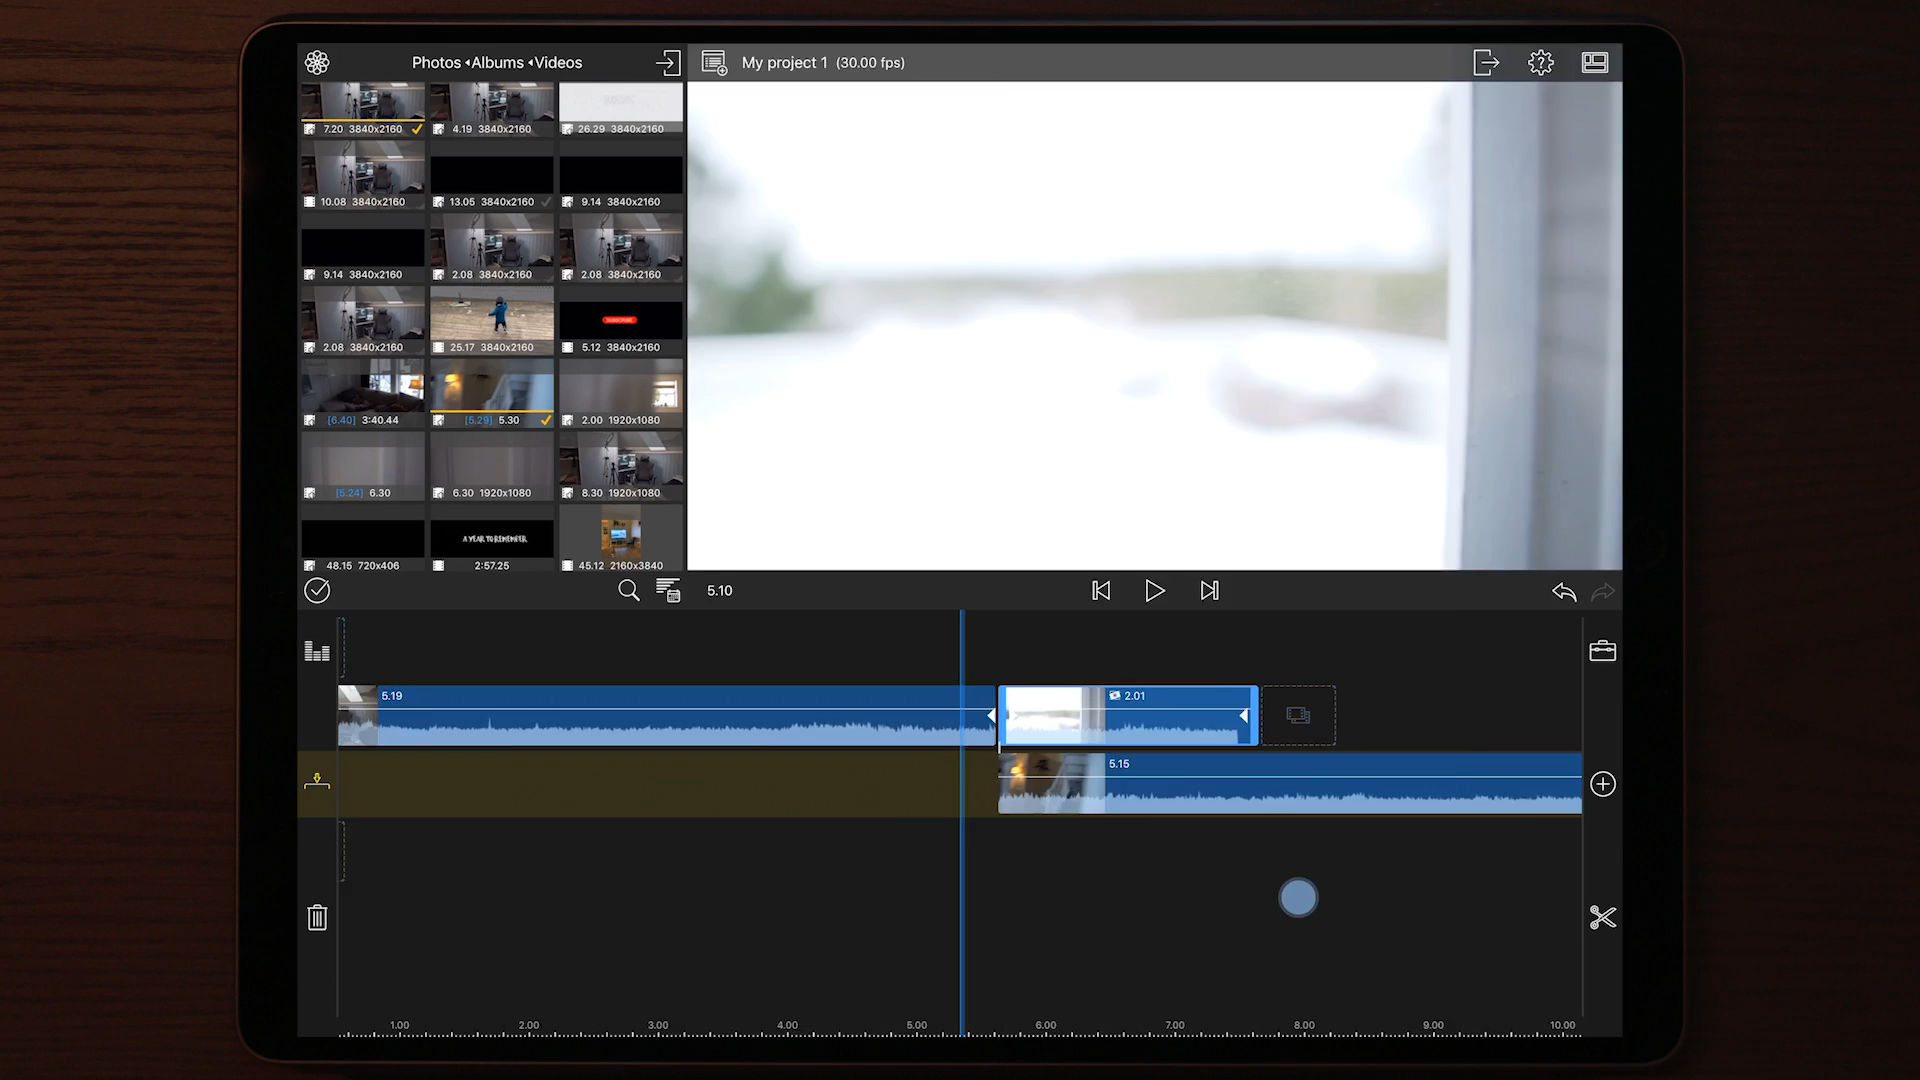 Photos ◂Albums ◂Videos
My project 1 (30.00 fps)
7.20 3840x2160
4.19 3840x2160
26.29 3840x2160
10.08 3840x2160
13.05 3840x2160
9.14 3840x2160
9.14 3840x2160
2.08 3840x2160
2.08 3840x2160
2.08 3840x2160
25.17 3840x2160
SUBSCRIBE
5.12 3840x2160
[6.40] 3:40.44
[5.29] 5.30
2.00 1920x1080
[5.24] 6.30
6.30 1920x1080
8.30 1920x1080
48.15 720x406
A YEAR TO REMEMBER
2:57.25
45.12 2160x3840
5.10
5.19
2.01
5.15
1.00 2.00 3.00 4.00 5.00 6.00 7.00 8.00 9.00 10.00